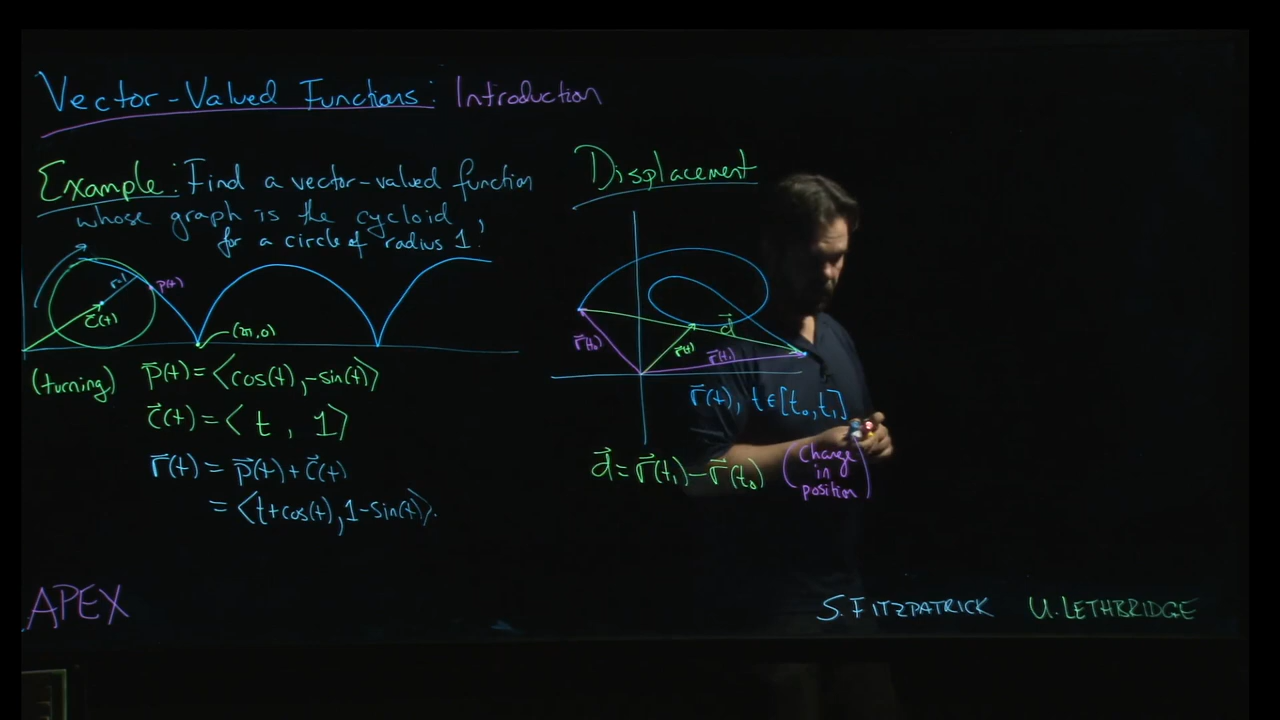 Vector-Valued Functions: Introduction
Example: Find a vector-valued function
whose graph is the cycloid
for a circle of radius 1!
r=1
p(t)
c⃗(t)
(2π,0)
(turning) p⃗(t) = ⟨cos(t), -sin(t)⟩
c⃗(t) = ⟨t, 1⟩
r⃗(t) = p⃗(t) + c⃗(t)
= ⟨t+cos(t), 1-sin(t)⟩.
Displacement
d⃗
r⃗(t₀)
r⃗(t)
r⃗(t₁)
r⃗(t), t∈[t₀,t₁]
d⃗ = r⃗(t₁) - r⃗(t₀)
(Change
in
position)
APEX
S. FITZPATRICK U. LETHBRIDGE